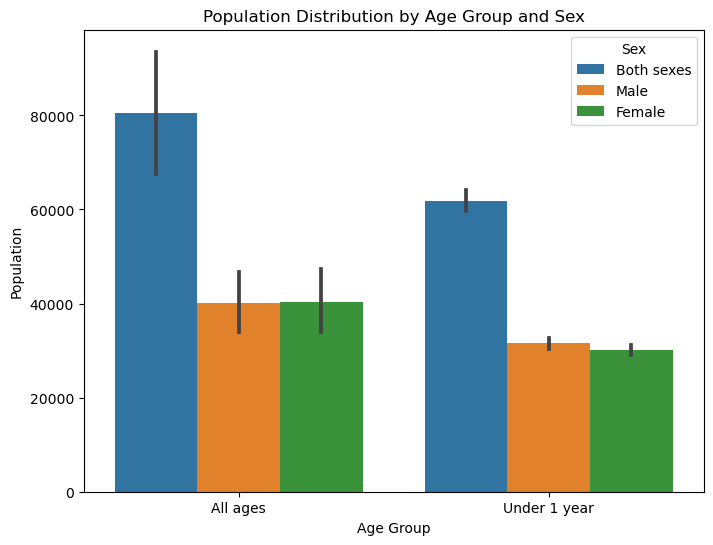 Population Distribution by Age Group and Sex
Sex
Both sexes
Male
Female
Population
80000
60000
40000
20000
0
All ages
Under 1 year
Age Group